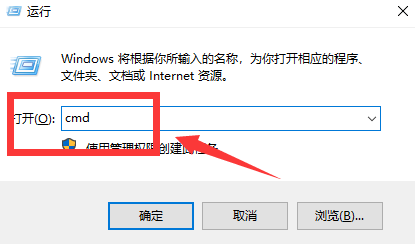 运行
Windows 将根据你所输入的名称，为你打开相应的程序、
文件夹、文档或 Internet 资源。
打开(O): cmd
使用管理权限创建此任务
确定 取消 浏览(B)...